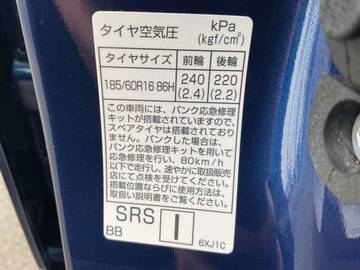 タイヤ空気圧 kPa (kgf/cm²)
タイヤサイズ 前輪 後輪
185/60R16 86H 240 (2.4) 220 (2.2)
この車両には、パンク応急修理
キットが搭載されていますので、
スペアタイヤは搭載されており
ません。パンクした場合は、
パンク応急修理キットを用いて
応急修理を行ない、80km/h
以下で走行し、速やかに取扱販売
店にて点検を受けてください。
搭載位置ならびに使用方法は、
取扱い説明書をご覧ください。
SRS I
BB 6XJ1C